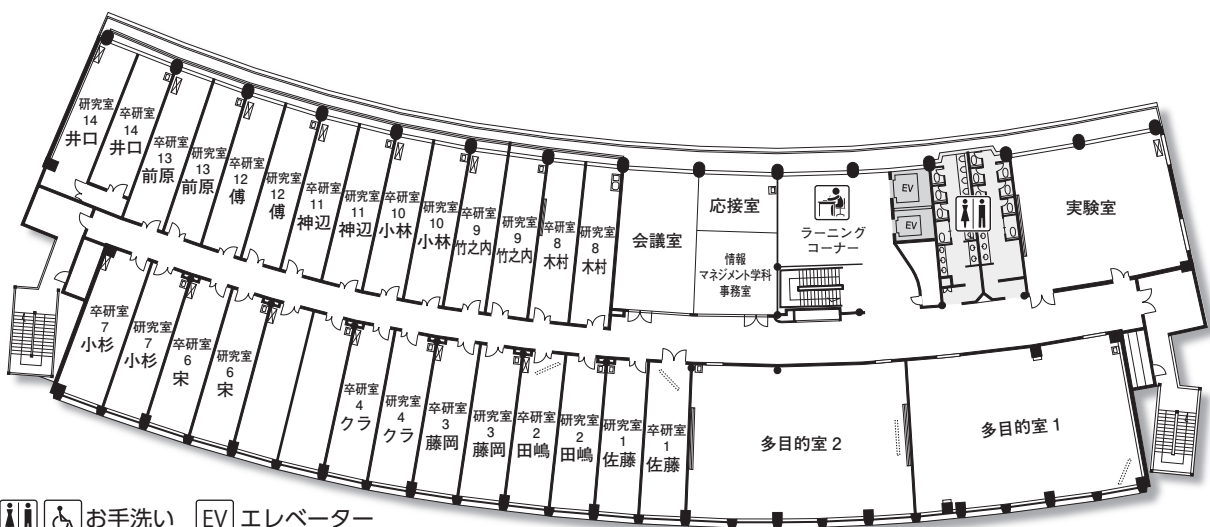 研究室
14
井口
卒研室
14
井口
卒研室
13
前原
研究室
13
前原
卒研室
12
傅
研究室
12
傅
卒研室
11
神辺
研究室
11
神辺
卒研室
10
小林
研究室
10
小林
卒研室
9
竹之内
研究室
9
竹之内
卒研室
8
木村
研究室
8
木村
会議室
応接室
情報
マネジメント学科
事務室
ラーニング
コーナー
EV
EV
実験室
卒研室
7
小杉
研究室
7
小杉
卒研室
6
宋
研究室
6
宋
卒研室
4
クラ
研究室
4
クラ
卒研室
3
藤岡
研究室
3
藤岡
卒研室
2
田嶋
研究室
2
田嶋
研究室
1
佐藤
卒研室
1
佐藤
多目的室 2
多目的室 1
お手洗い EV エレベーター